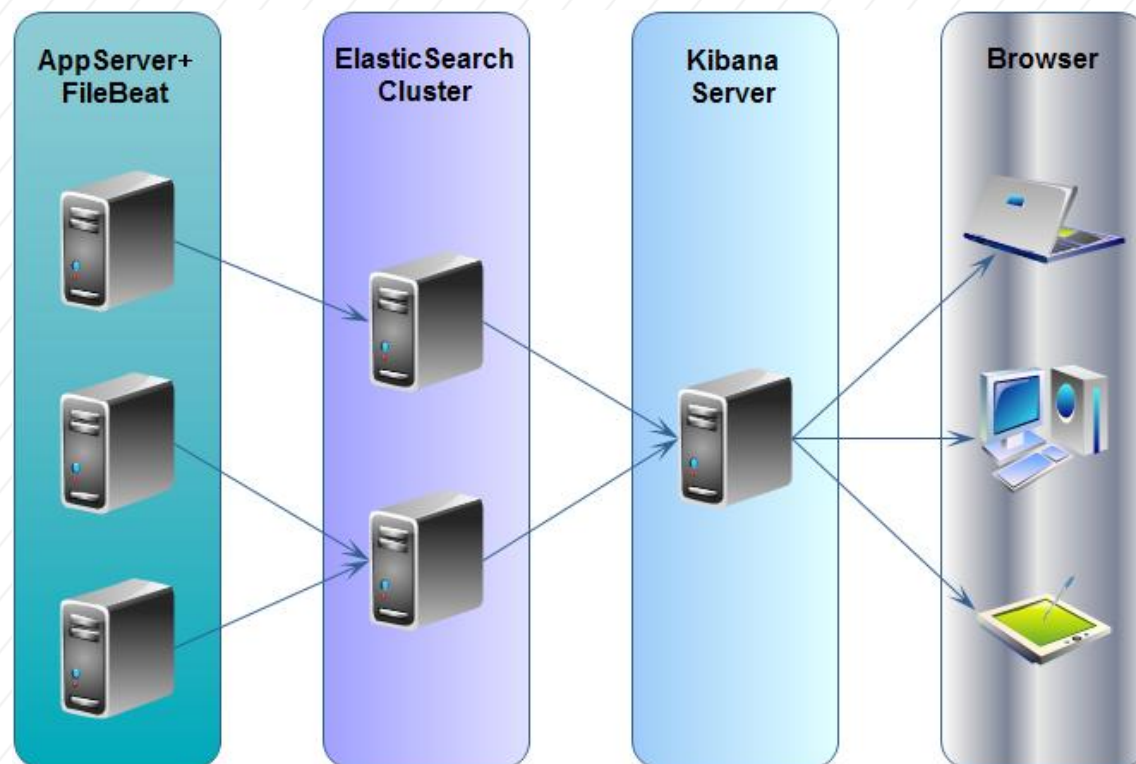 AppServer+
FileBeat
ElasticSearch
Cluster
Kibana
Server
Browser